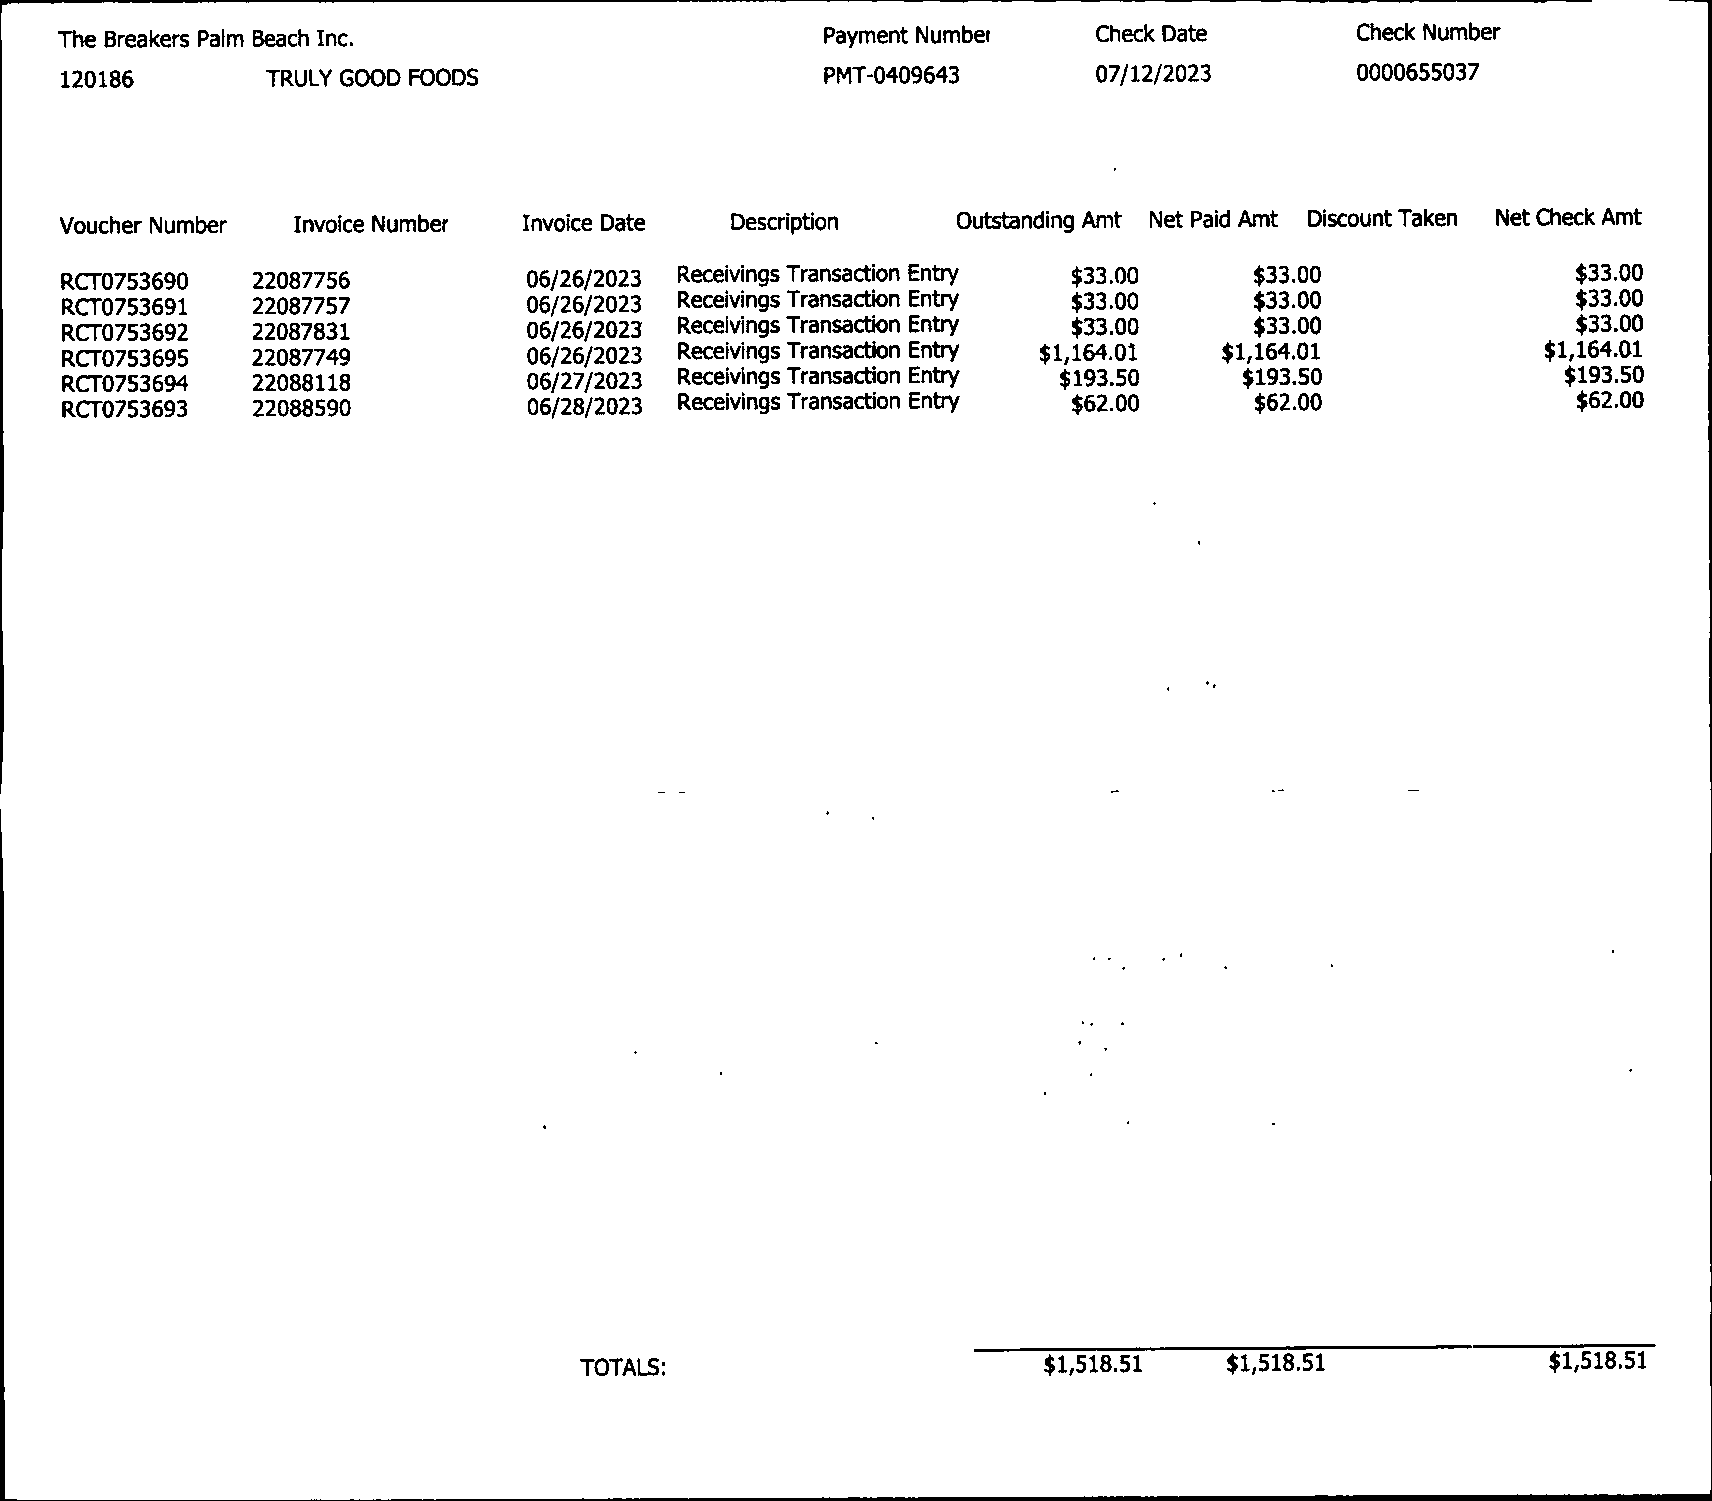 The Breakers Palm Beach Inc. Payment Number Check Date Check Number
120186 TRULY GOOD FOODS PMT-0409643 07/12/2023 0000655037
Voucher Number Invoice Number Invoice Date Description Outstanding Amt Net Paid Amt Discount Taken Net Check Amt
RCT0753690 22087756 06/26/2023 Receivings Transaction Entry $33.00 $33.00 $33.00
RCT0753691 22087757 06/26/2023 Receivings Transaction Entry $33.00 $33.00 $33.00
RCT0753692 22087831 06/26/2023 Receivings Transaction Entry $33.00 $33.00 $33.00
RCT0753695 22087749 06/26/2023 Receivings Transaction Entry $1,164.01 $1,164.01 $1,164.01
RCT0753694 22088118 06/27/2023 Receivings Transaction Entry $193.50 $193.50 $193.50
RCT0753693 22088590 06/28/2023 Receivings Transaction Entry $62.00 $62.00 $62.00
TOTALS: $1,518.51 $1,518.51 $1,518.51